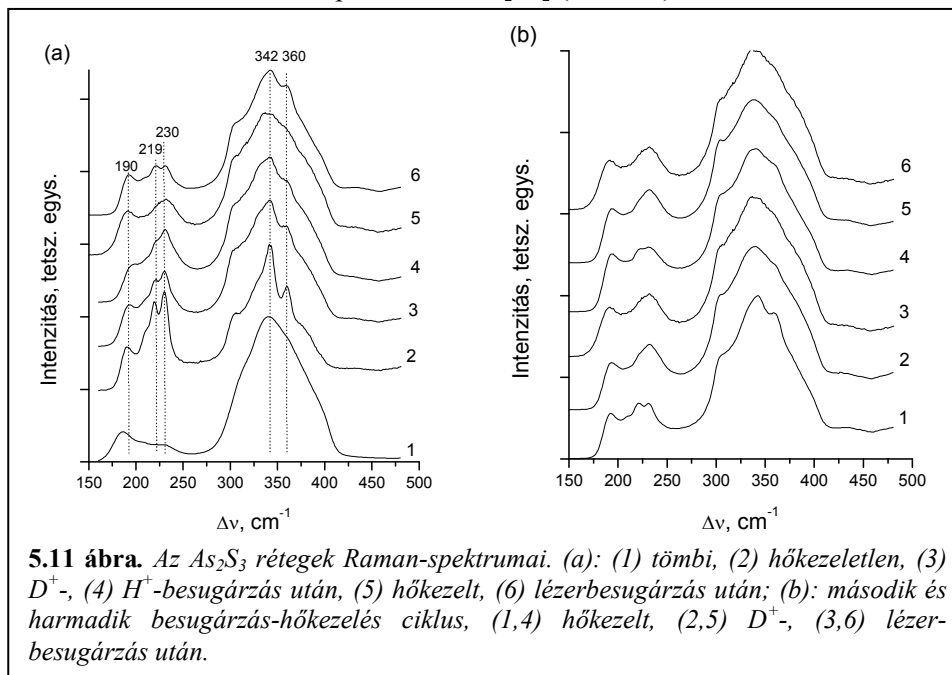 (a)
342 360
230
219
190
6
5
4
3
2
1
Intenzitás, tetsz. egys.
150 200 250 300 350 400 450 500
Δν, cm⁻¹
(b)
6
5
4
3
2
1
Intenzitás, tetsz. egys.
150 200 250 300 350 400 450 500
Δν, cm⁻¹
5.11 ábra. Az As₂S₃ rétegek Raman-spektrumai. (a): (1) tömbi, (2) hőkezeletlen, (3)
D⁺-, (4) H⁺-besugárzás után, (5) hőkezelt, (6) lézerbesugárzás után; (b): második és
harmadik besugárzás-hőkezelés ciklus, (1,4) hőkezelt, (2,5) D⁺-, (3,6) lézer-
besugárzás után.